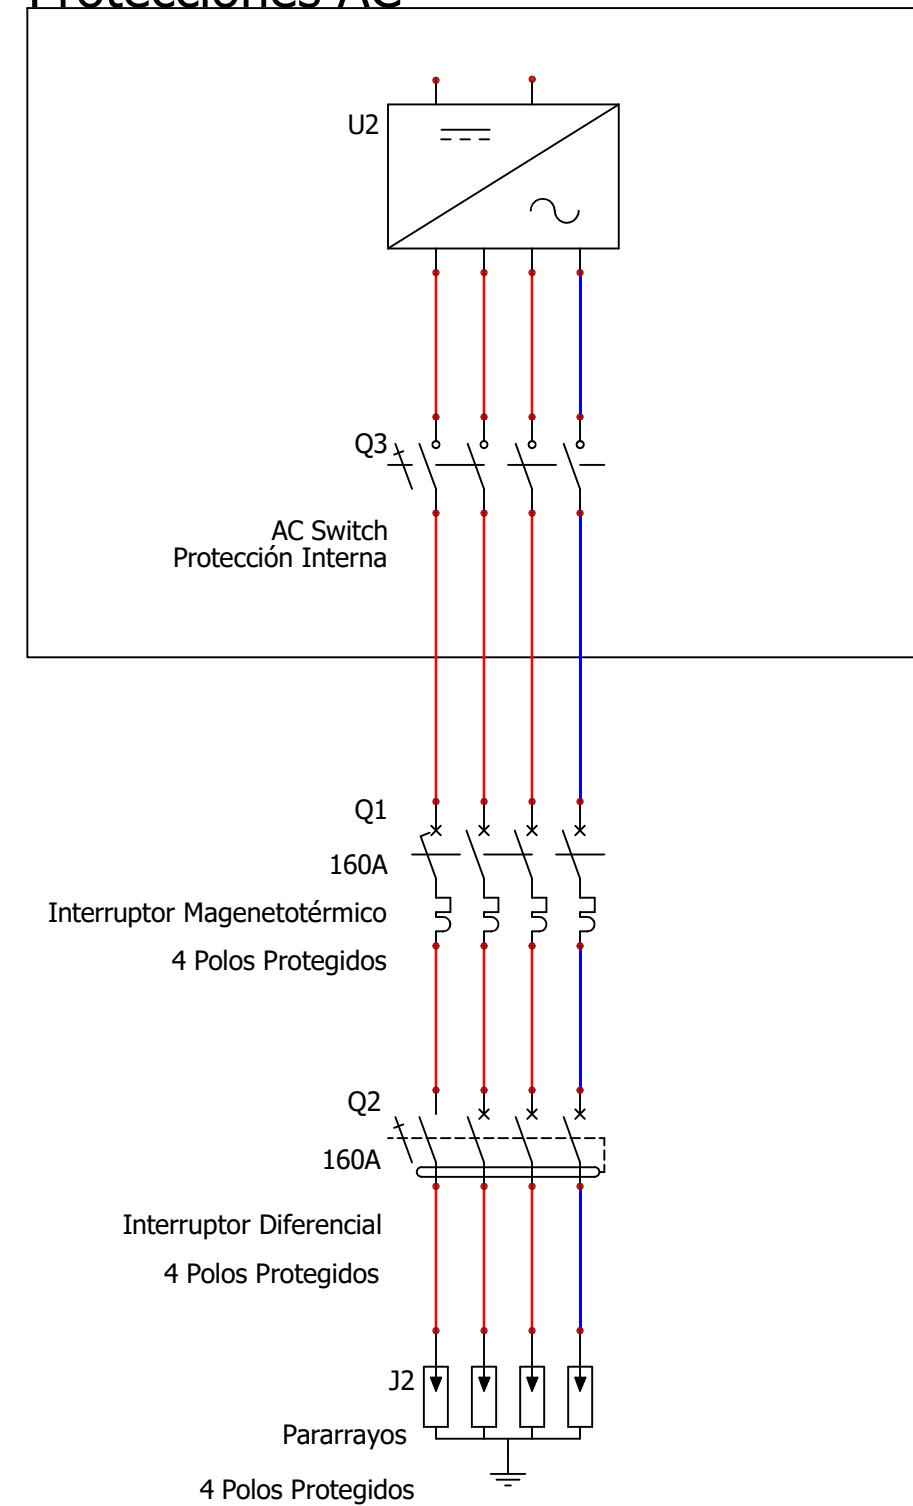 Protecciones AC
U2
Q3
AC Switch
Protección Interna
Q1
160A
Interruptor Magenetotérmico
4 Polos Protegidos
Q2
160A
Interruptor Diferencial
4 Polos Protegidos
J2
Pararrayos
4 Polos Protegidos